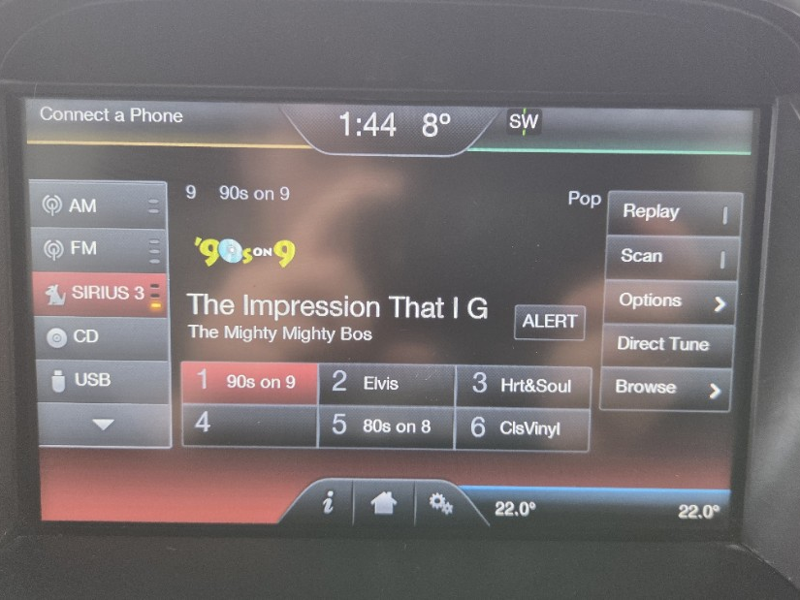 Connect a Phone
1:44 8° SW
AM
FM
SIRIUS 3
CD
USB
9 90s on 9
Pop
'90s ON 9
The Impression That I G
The Mighty Mighty Bos
ALERT
1 90s on 9
2 Elvis
3 Hrt&Soul
4
5 80s on 8
6 ClsVinyl
Replay
Scan
Options >
Direct Tune
Browse >
i
22.0°
22.0°